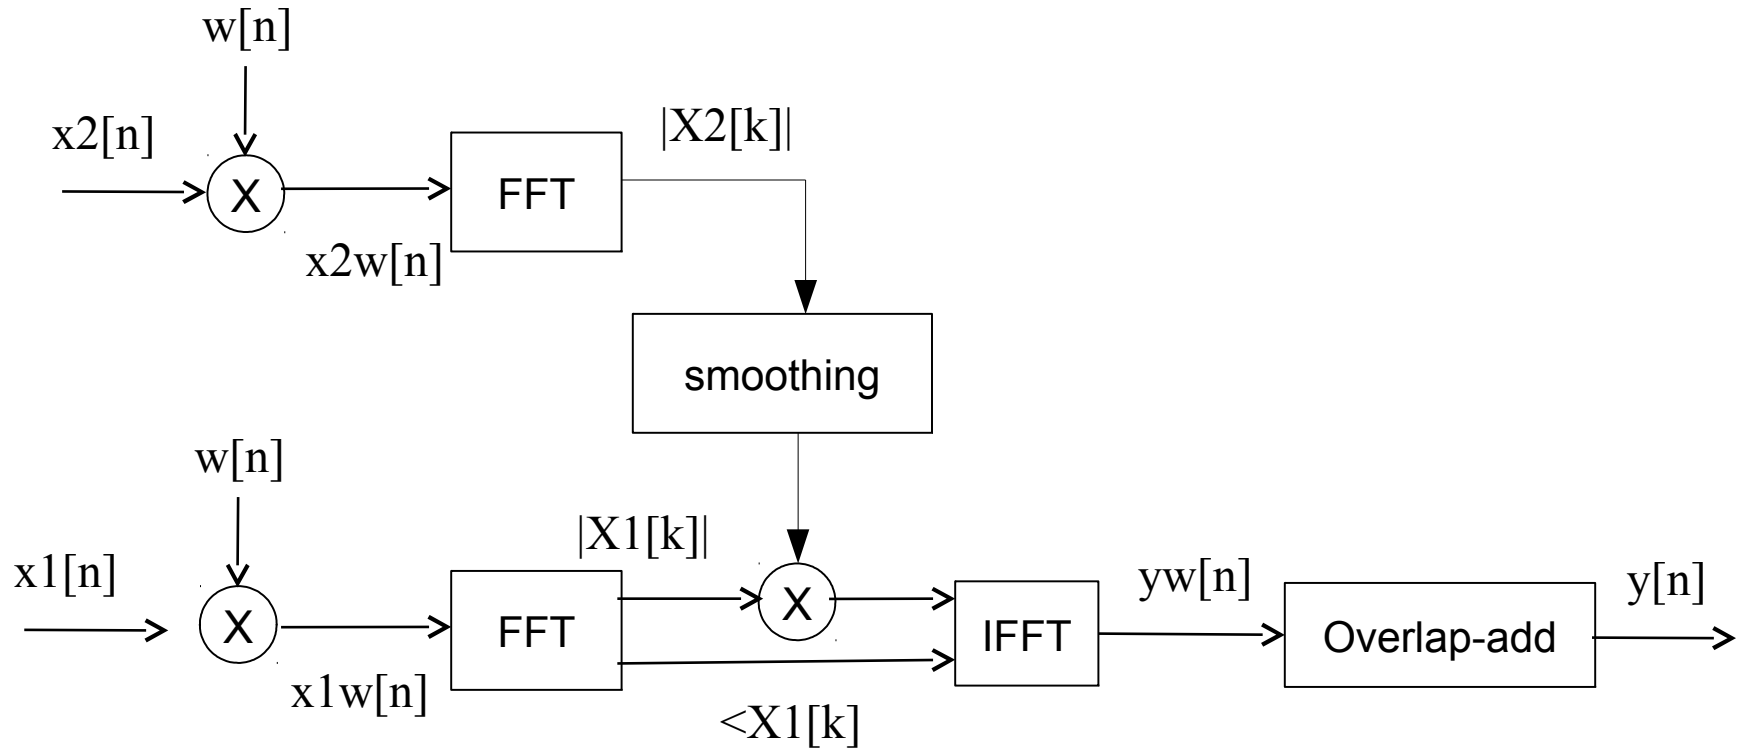 w[n]
x2[n]
|X2[k]|
X
FFT
x2w[n]
smoothing
w[n]
x1[n]
|X1[k]|
X
FFT
X
IFFT
yw[n]
Overlap-add
y[n]
x1w[n]
<X1[k]